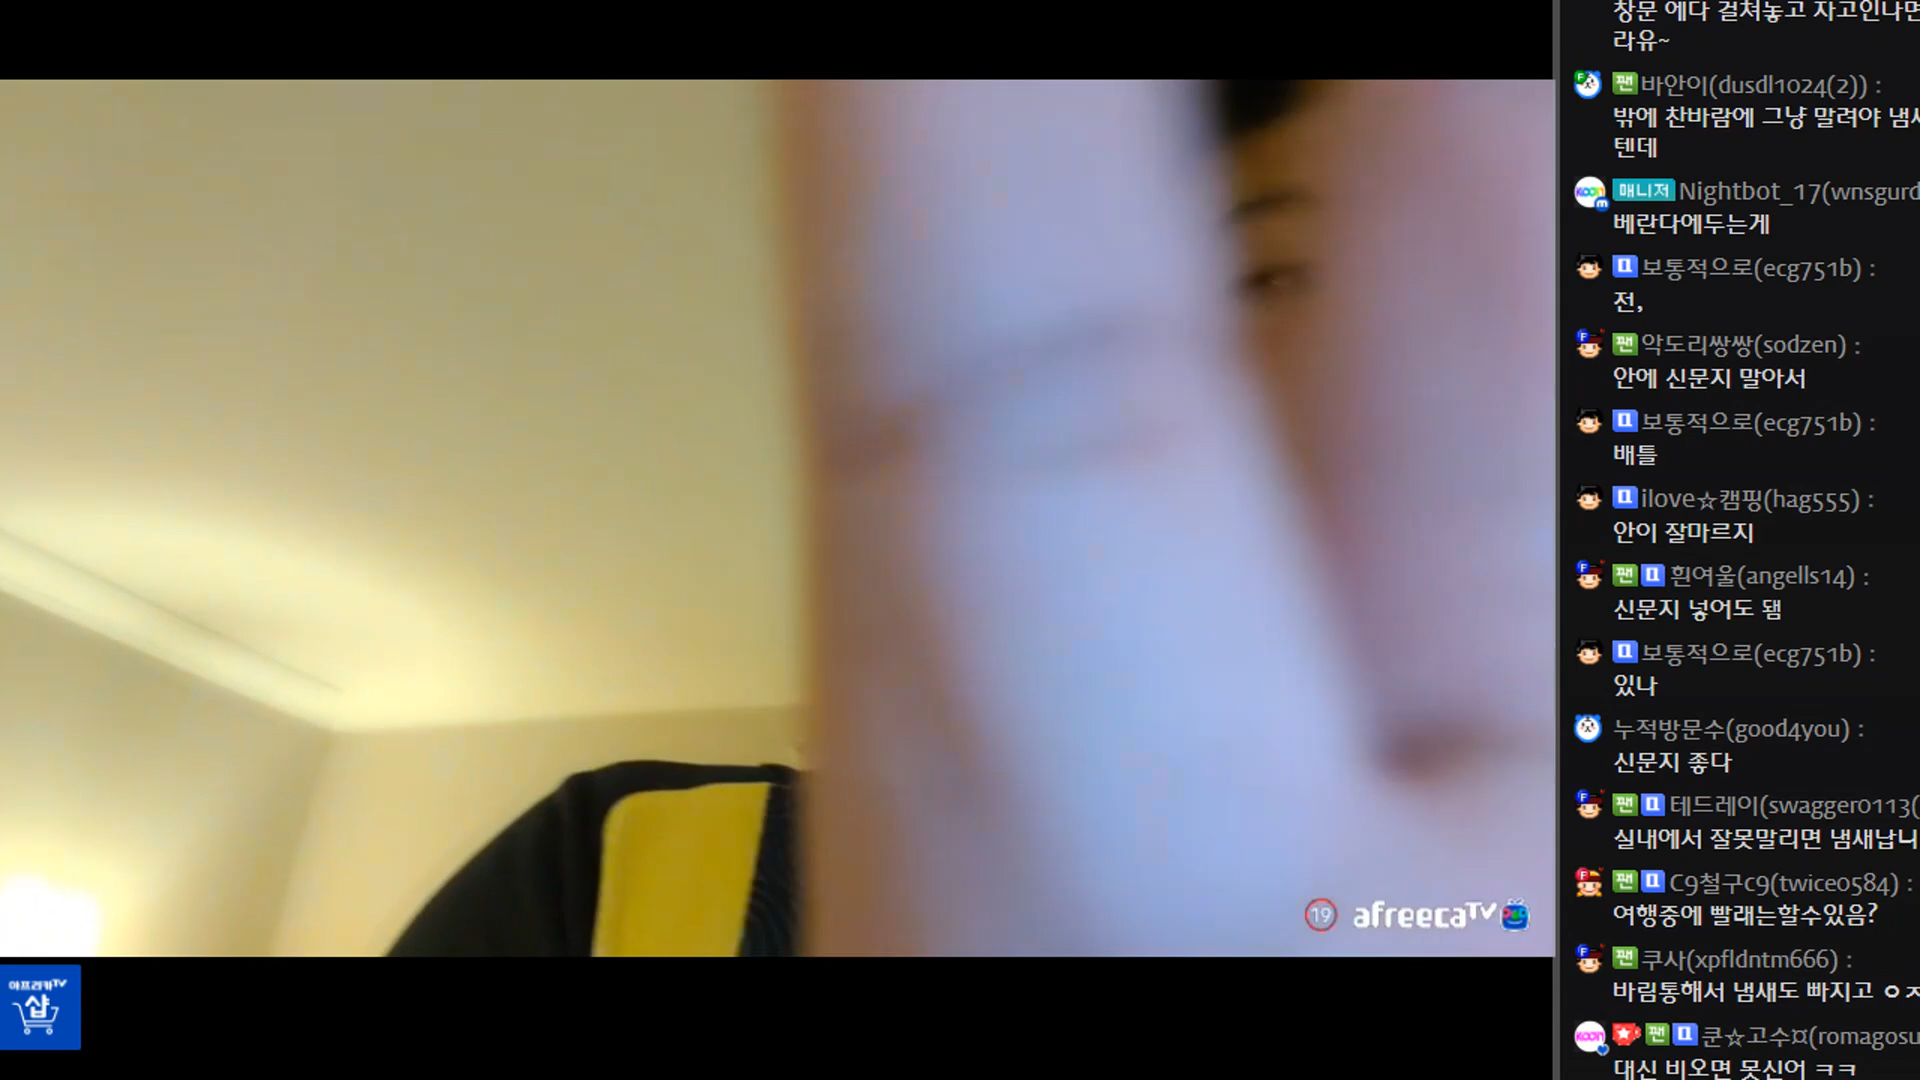 창문 에다 걸쳐놓고 자고인나면
라유~
팬 바안이(dusdl1024(2)) :
밖에 찬바람에 그냥 말려야 냄새
텐데
매니저 Nightbot_17(wnsgurd
베란다에두는게
보통적으로(ecg751b) :
전,
팬 악도리쌍쌍(sodzen) :
안에 신문지 말아서
보통적으로(ecg751b) :
배틀
ilove☆캠핑(hag555) :
안이 잘마르지
팬 흰여울(angells14) :
신문지 넣어도 됌
보통적으로(ecg751b) :
있나
누적방문수(good4you) :
신문지 좋다
팬 테드레이(swagger0113(
실내에서 잘못말리면 냄새납니
팬 C9철구c9(twice0584) :
여행중에 빨래는할수있음?
팬 쿠사(xpfldntm666) :
바림통해서 냄새도 빠지고 ㅇㅈ
팬 쿤☆고수¤(romagosu
대신 비오면 못신어 ㅋㅋ
19 afreecaTV
아프리카TV
샵